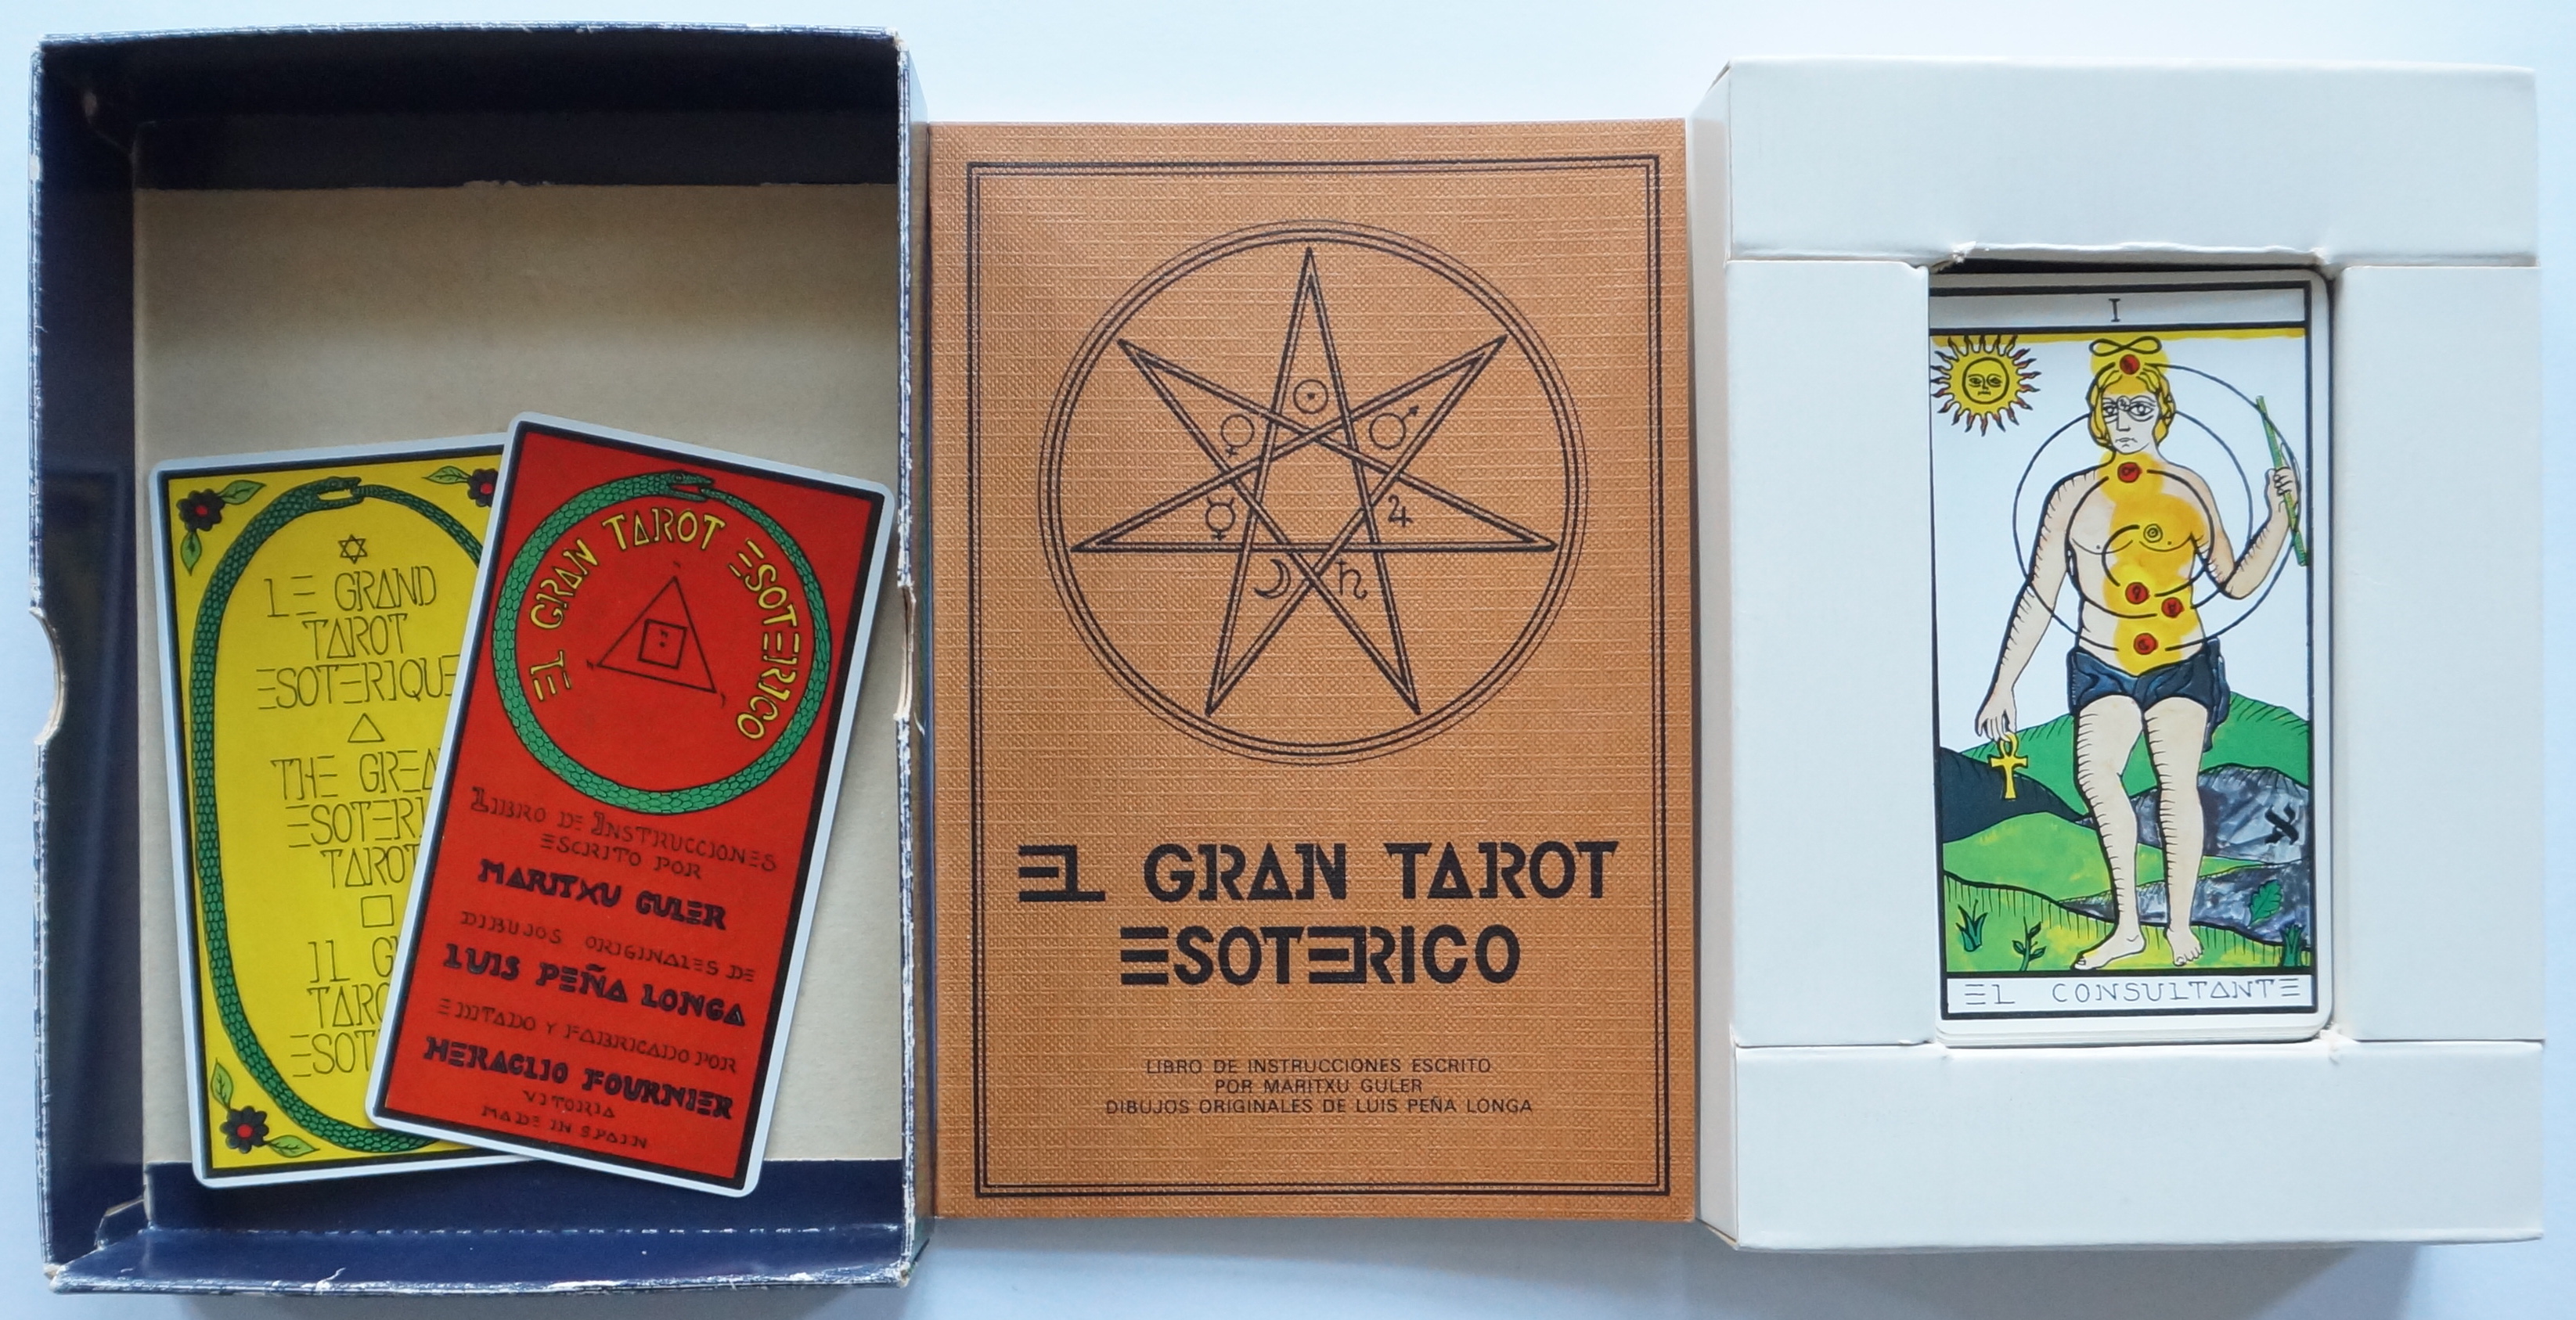 LE GRAND
TAROT
ESOTERIQUE
THE GREA
ESOTERI
TAROT
IL G
TARO
ESOT
EL GRAN TAROT ESOTERICO
LIBRO DE INSTRUCCIONES
ESCRITO POR
MARITXU GULER
DIBUJOS ORIGINALES DE
LUIS PEÑA LONGA
EDITADO Y FABRICADO POR
HERACLIO FOURNIER
VITORIA
MADE IN SPAIN
EL GRAN TAROT
ESOTERICO
LIBRO DE INSTRUCCIONES ESCRITO
POR MARITXU GULER
DIBUJOS ORIGINALES DE LUIS PEÑA LONGA
I
א
EL CONSULTANTE